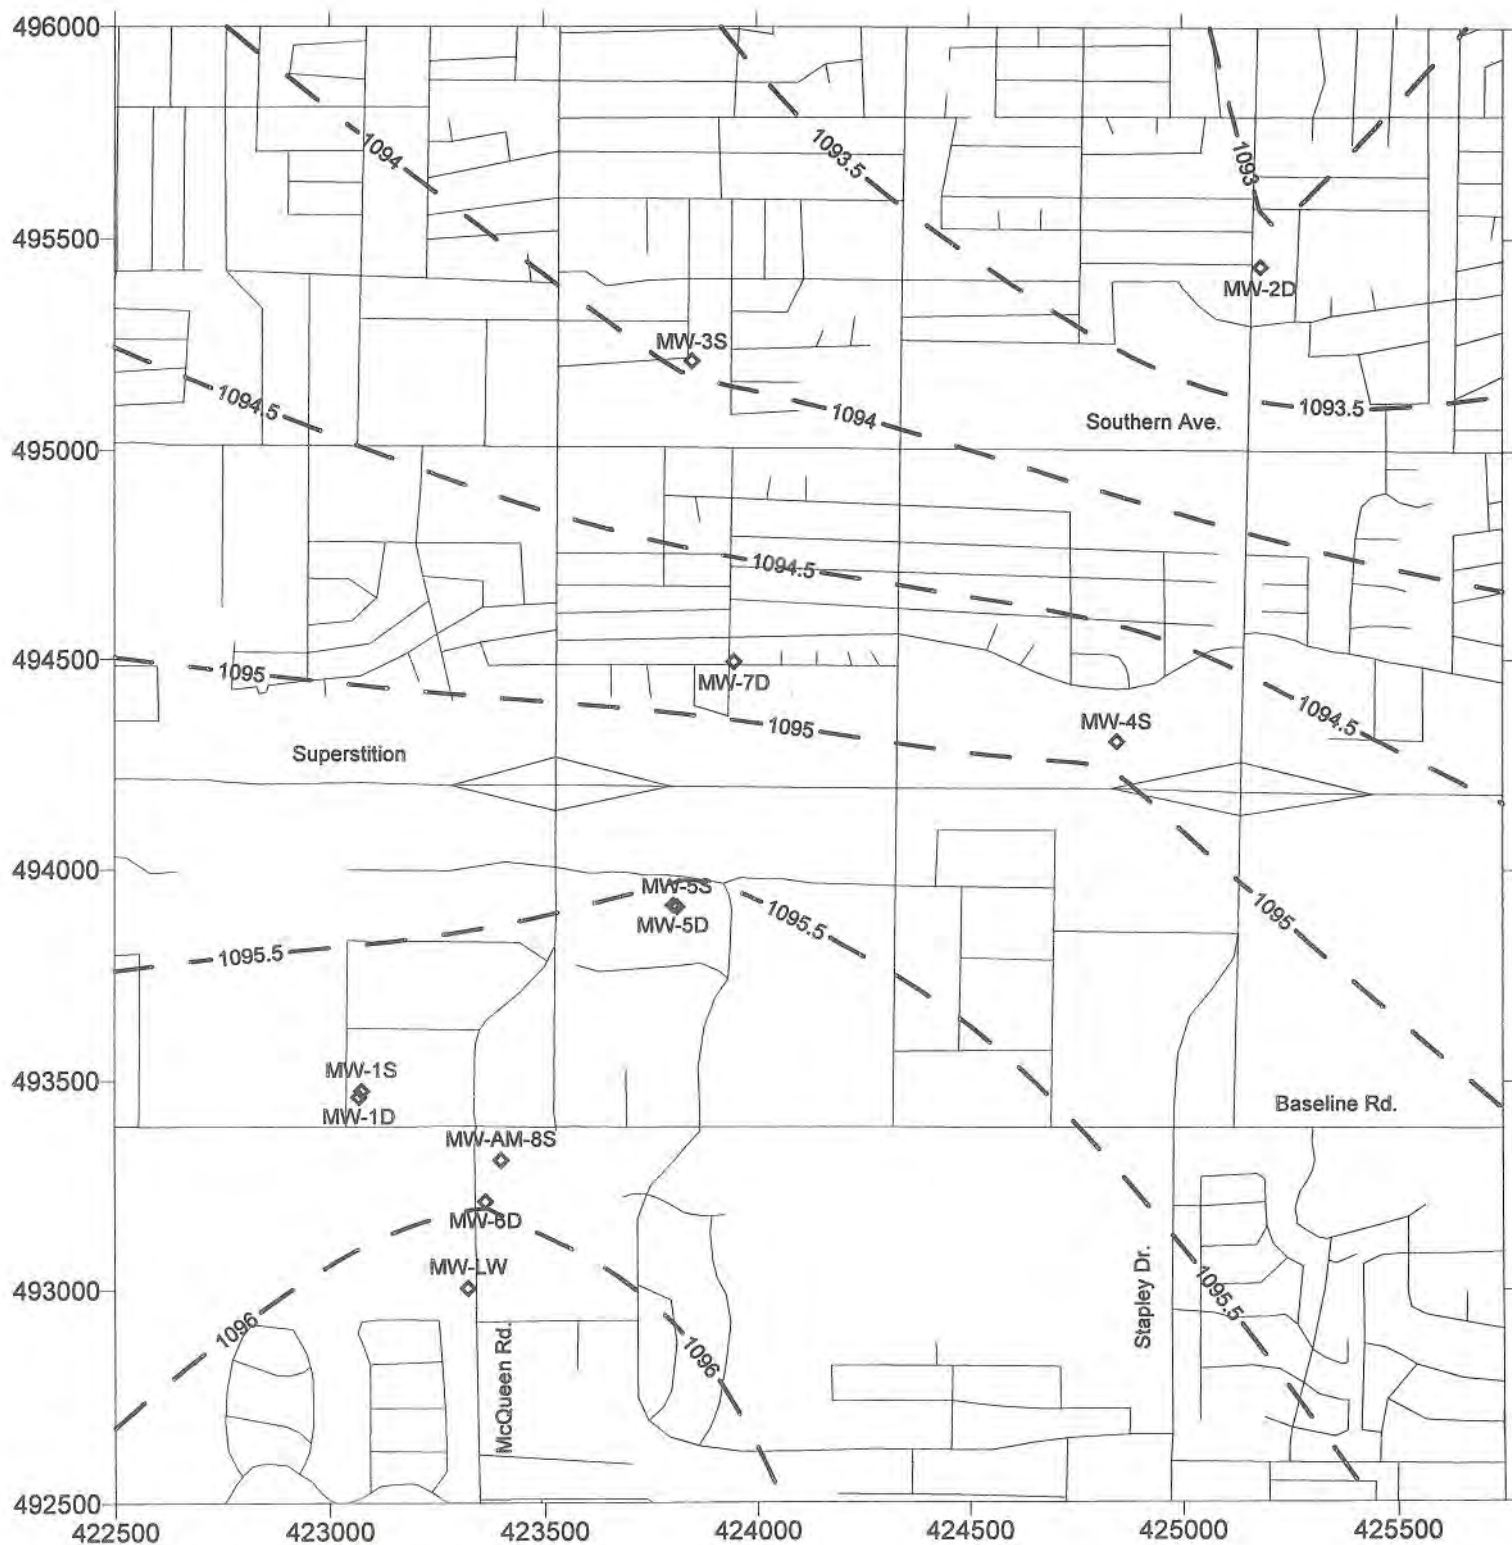 496000
1094
1093.5
1093
495500
MW-2D
MW-3S
1094.5
1094
1093.5
Southern Ave.
495000
1094.5
494500
1095
MW-7D
1095
MW-4S
1094.5
Superstition
494000
MW-5S
MW-5D
1095.5
1095
1095.5
493500
MW-1S
MW-1D
Baseline Rd.
MW-AM-8S
MW-6D
MW-LW
493000
1096
McQueen Rd.
1096
Stapley Dr.
1095.5
492500
422500 423000 423500 424000 424500 425000 425500